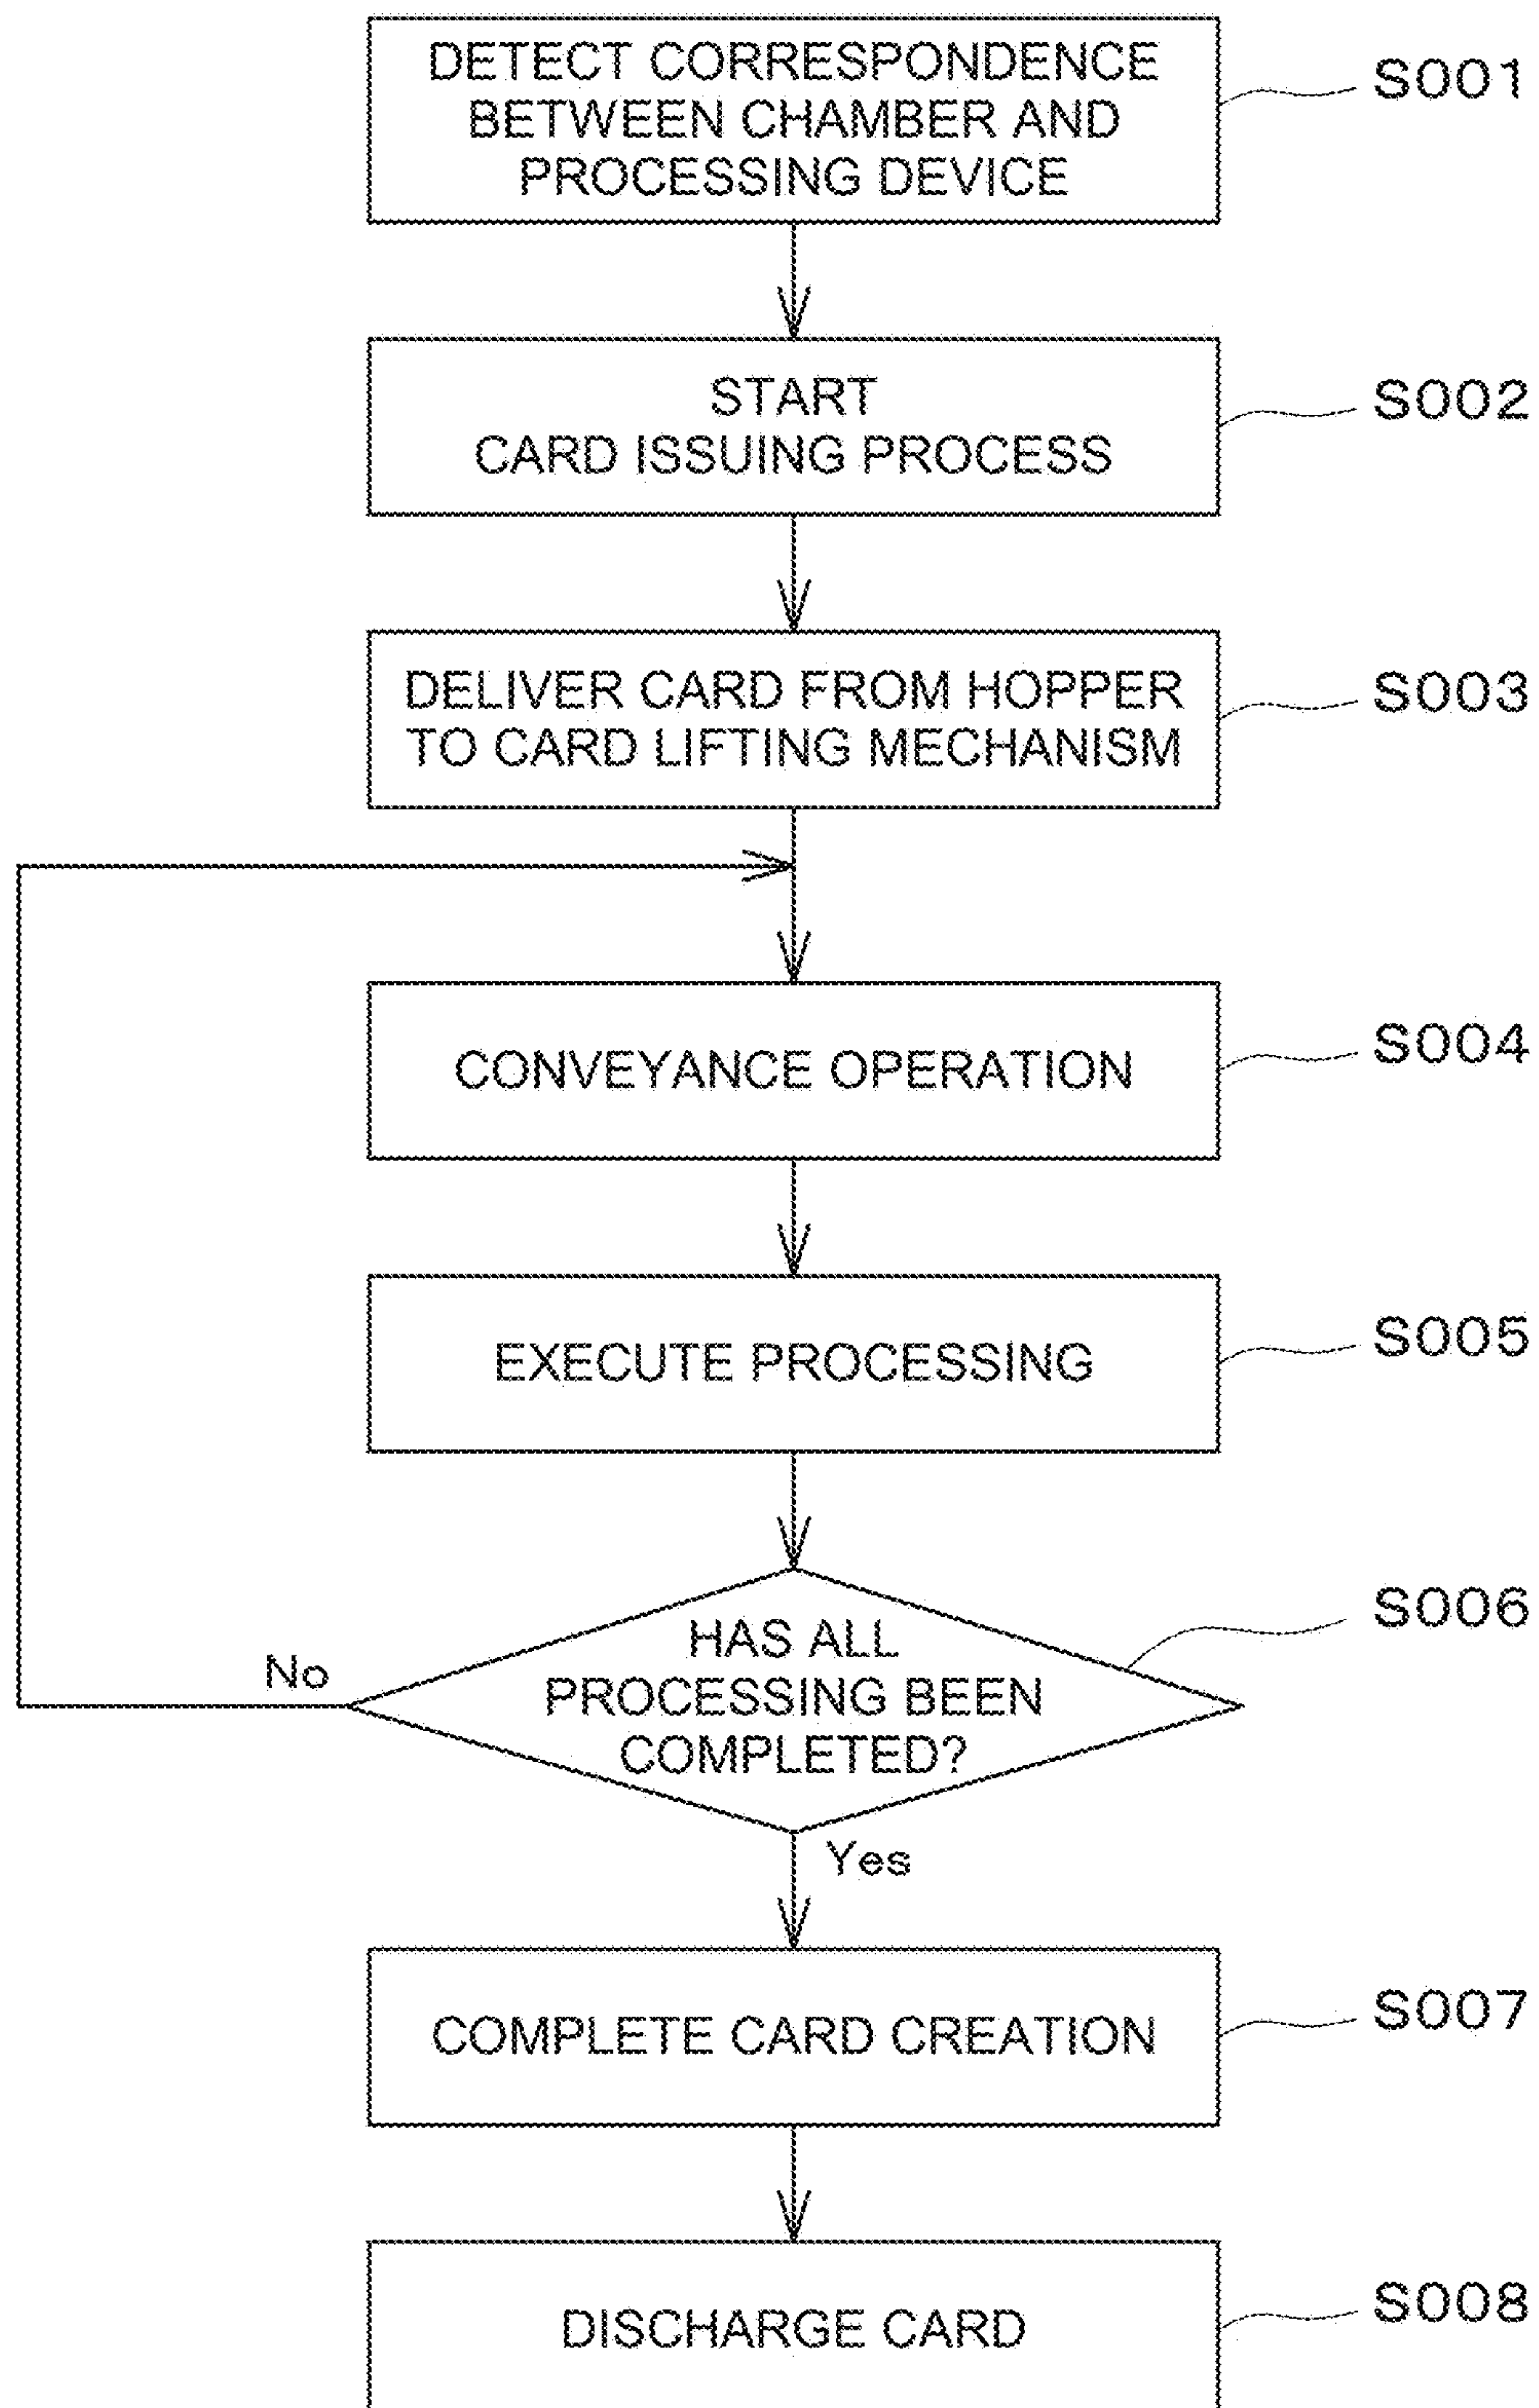 DETECT CORRESPONDENCE
BETWEEN CHAMBER AND
PROCESSING DEVICE
S001
START
CARD ISSUING PROCESS
S002
DELIVER CARD FROM HOPPER
TO CARD LIFTING MECHANISM
S003
CONVEYANCE OPERATION
S004
EXECUTE PROCESSING
S005
HAS ALL
PROCESSING BEEN
COMPLETED?
S006
No
Yes
COMPLETE CARD CREATION
S007
DISCHARGE CARD
S008